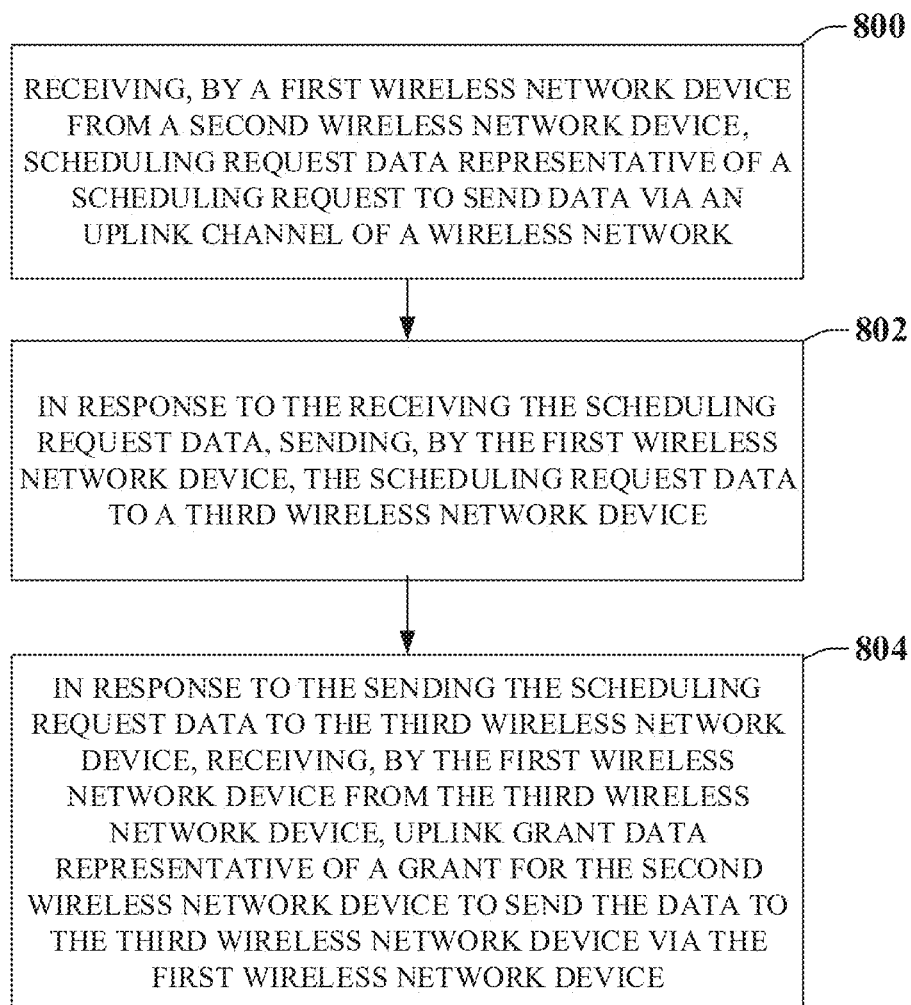 800
RECEIVING, BY A FIRST WIRELESS NETWORK DEVICE
FROM A SECOND WIRELESS NETWORK DEVICE,
SCHEDULING REQUEST DATA REPRESENTATIVE OF A
SCHEDULING REQUEST TO SEND DATA VIA AN
UPLINK CHANNEL OF A WIRELESS NETWORK
802
IN RESPONSE TO THE RECEIVING THE SCHEDULING
REQUEST DATA, SENDING, BY THE FIRST WIRELESS
NETWORK DEVICE, THE SCHEDULING REQUEST DATA
TO A THIRD WIRELESS NETWORK DEVICE
804
IN RESPONSE TO THE SENDING THE SCHEDULING
REQUEST DATA TO THE THIRD WIRELESS NETWORK
DEVICE, RECEIVING, BY THE FIRST WIRELESS
NETWORK DEVICE FROM THE THIRD WIRELESS
NETWORK DEVICE, UPLINK GRANT DATA
REPRESENTATIVE OF A GRANT FOR THE SECOND
WIRELESS NETWORK DEVICE TO SEND THE DATA TO
THE THIRD WIRELESS NETWORK DEVICE VIA THE
FIRST WIRELESS NETWORK DEVICE